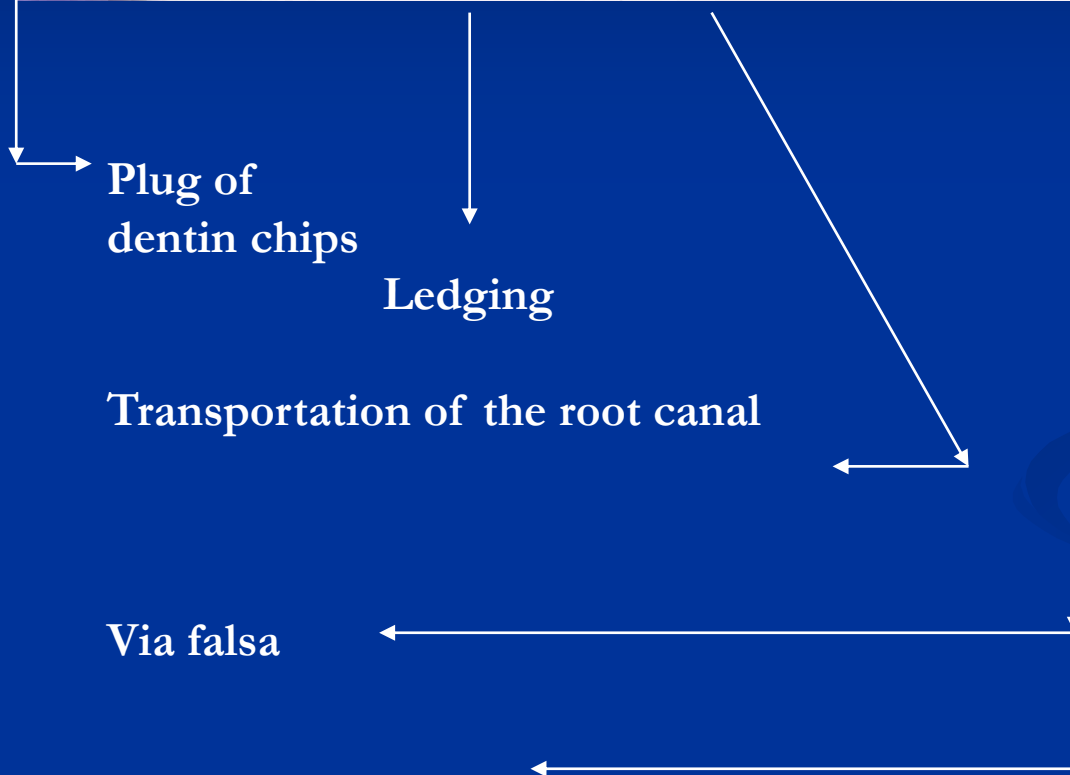 Plug of
dentin chips
Ledging
Transportation of the root canal
Via falsa